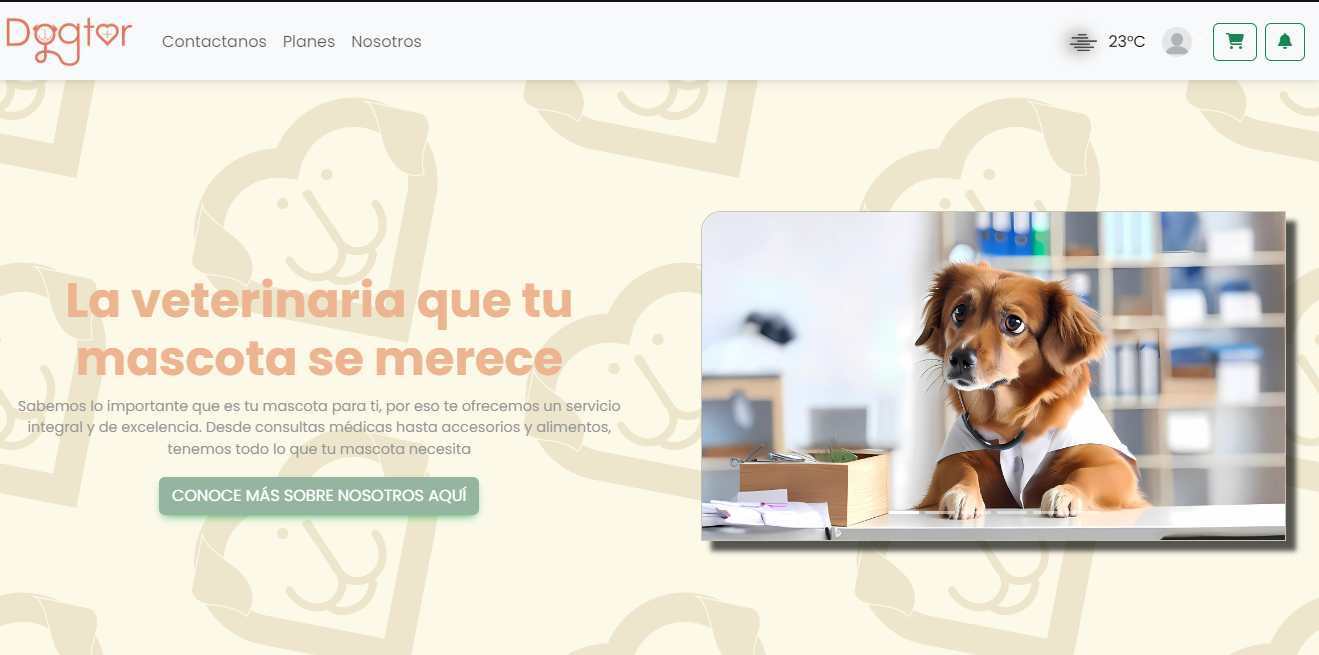 Dogtor
Contactanos Planes Nosotros
23°C
La veterinaria que tu
mascota se merece
Sabemos lo importante que es tu mascota para ti, por eso te ofrecemos un servicio
integral y de excelencia. Desde consultas médicas hasta accesorios y alimentos,
tenemos todo lo que tu mascota necesita
CONOCE MÁS SOBRE NOSOTROS AQUÍ